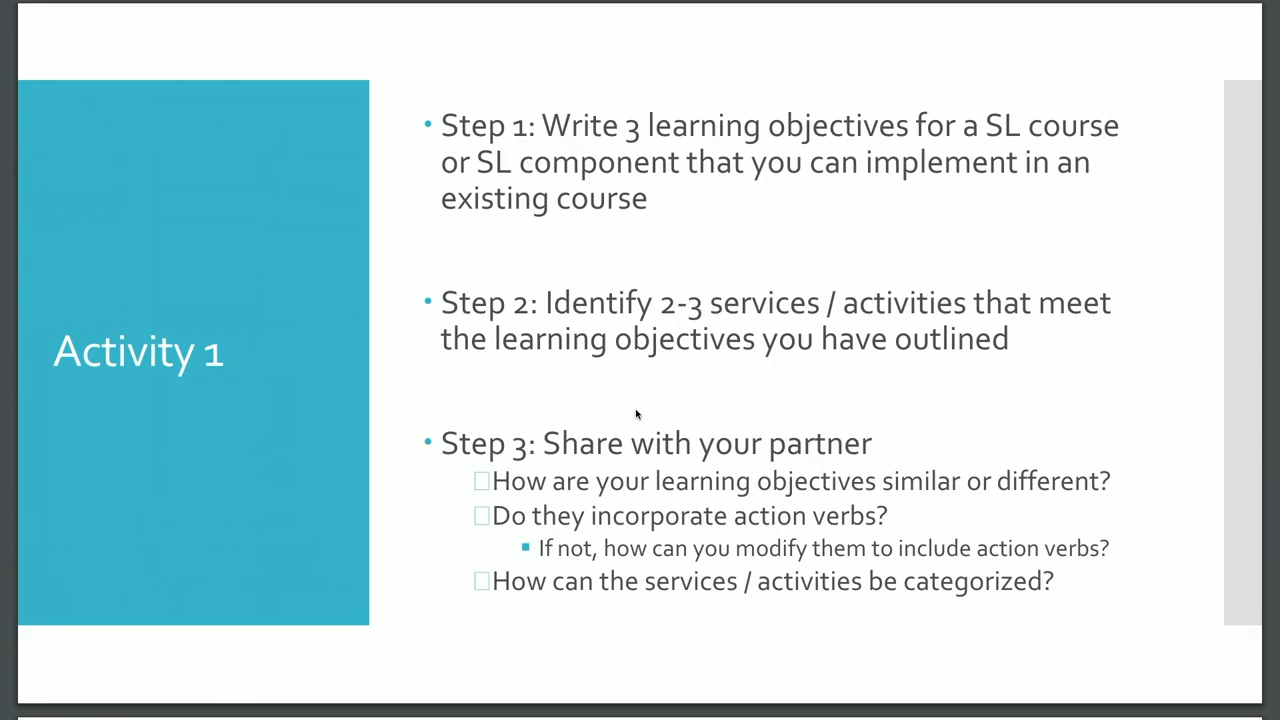 Activity 1
Step 1: Write 3 learning objectives for a SL course
or SL component that you can implement in an
existing course
Step 2: Identify 2-3 services / activities that meet
the learning objectives you have outlined
Step 3: Share with your partner
How are your learning objectives similar or different?
Do they incorporate action verbs?
If not, how can you modify them to include action verbs?
How can the services / activities be categorized?